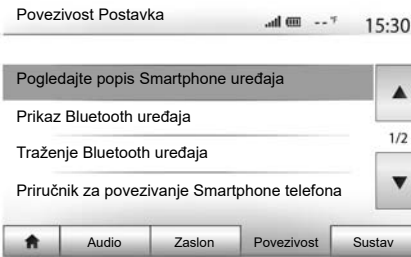 Povezivost Postavka
-- °F 15:30
Pogledajte popis Smartphone uređaja
Prikaz Bluetooth uređaja
1/2
Traženje Bluetooth uređaja
Priručnik za povezivanje Smartphone telefona
Audio Zaslon Povezivost Sustav